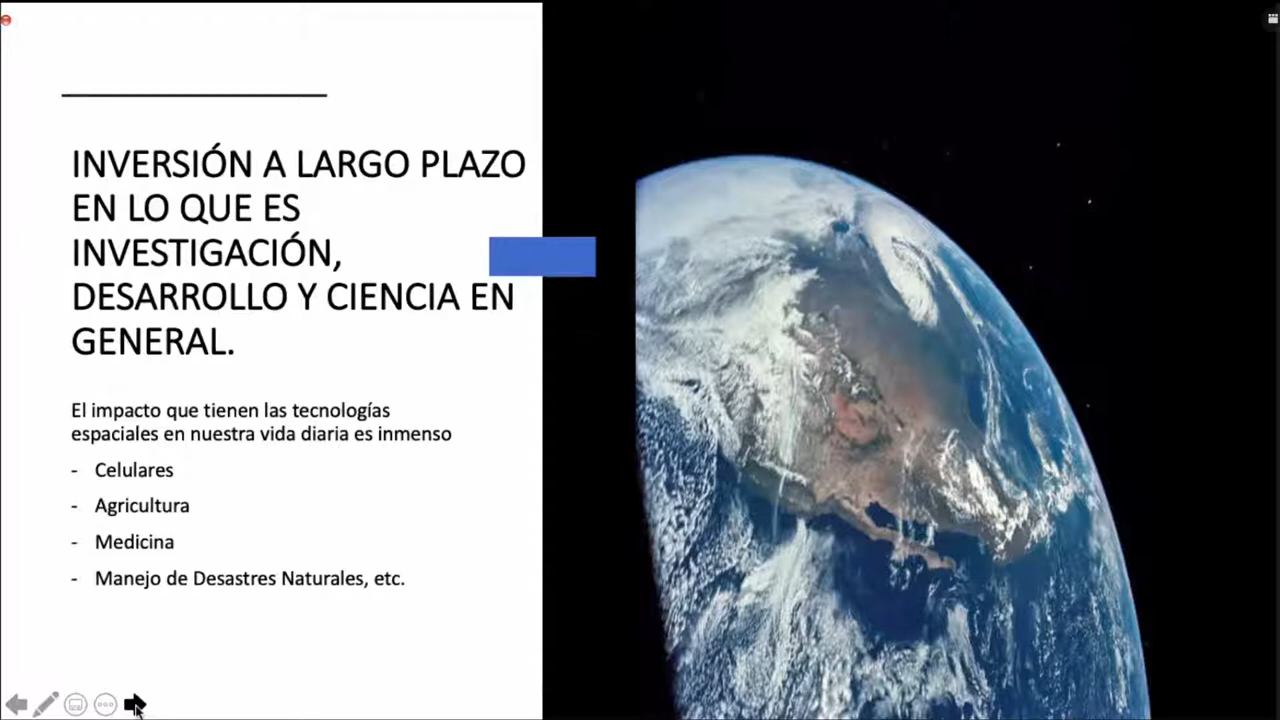 INVERSIÓN A LARGO PLAZO
EN LO QUE ES
INVESTIGACIÓN,
DESARROLLO Y CIENCIA EN
GENERAL.
El impacto que tienen las tecnologías
espaciales en nuestra vida diaria es inmenso
- Celulares
- Agricultura
- Medicina
- Manejo de Desastres Naturales, etc.